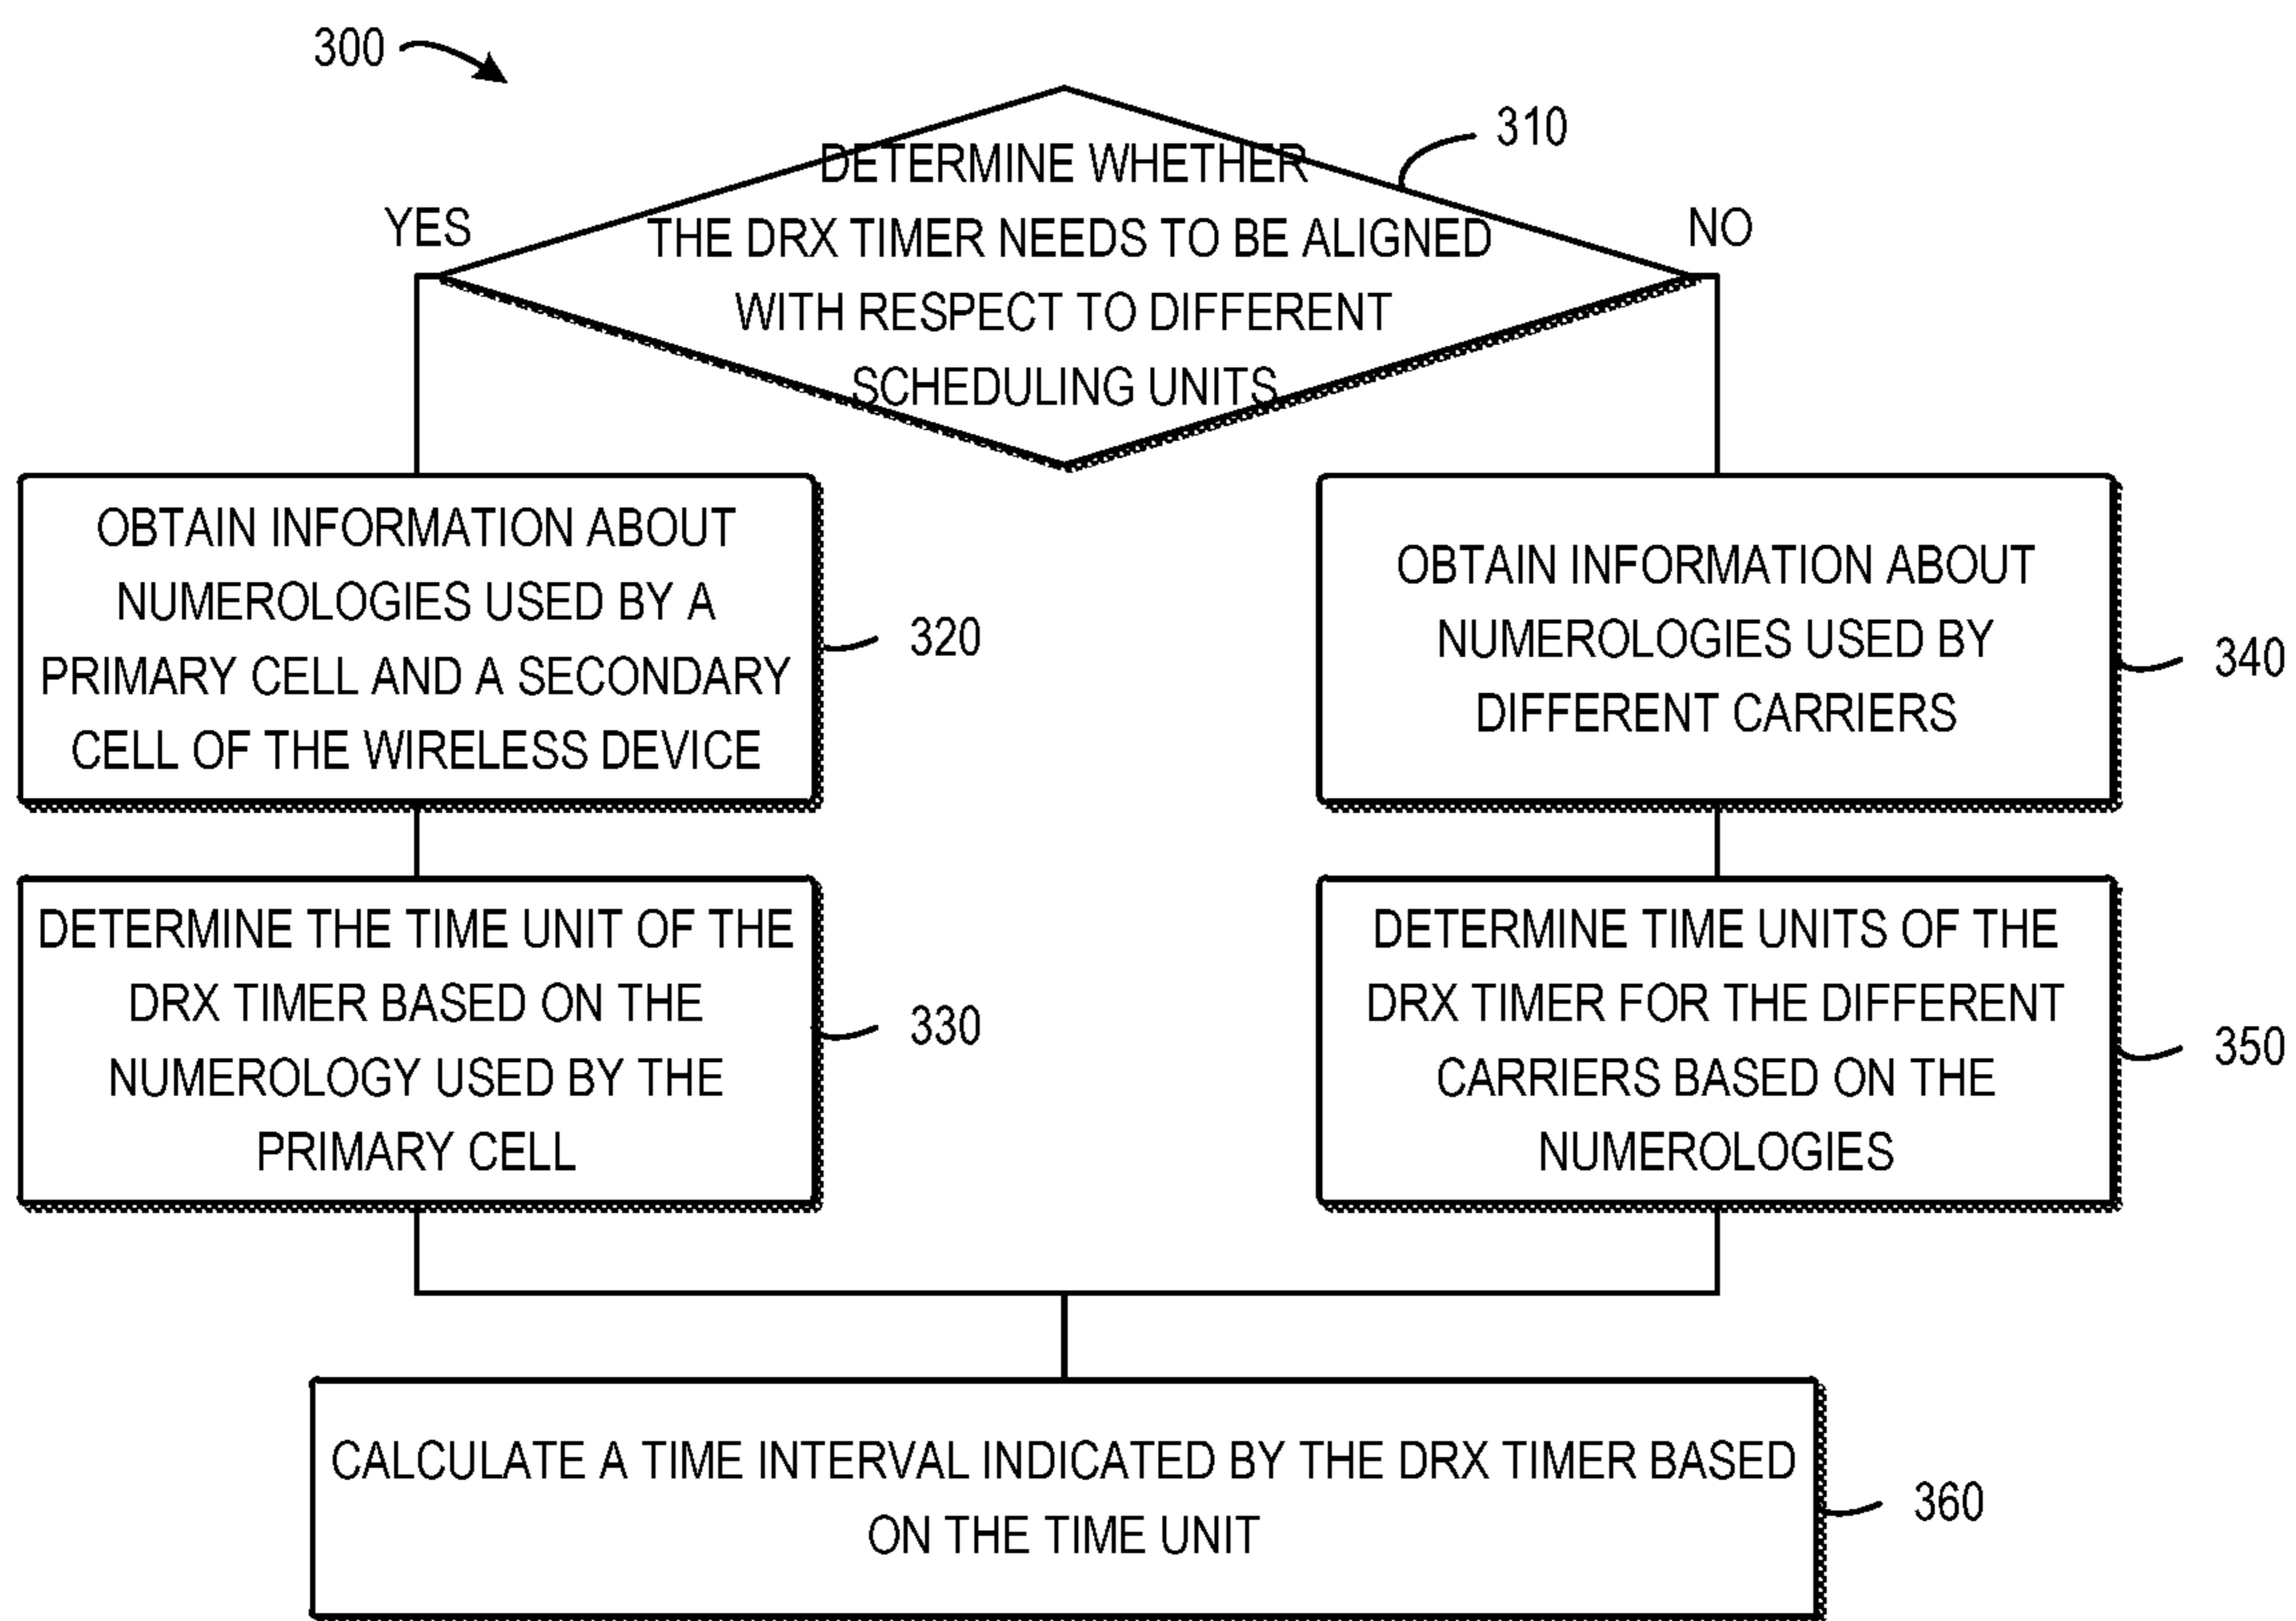 300
310
DETERMINE WHETHER
THE DRX TIMER NEEDS TO BE ALIGNED
WITH RESPECT TO DIFFERENT
SCHEDULING UNITS
YES
NO
OBTAIN INFORMATION ABOUT
NUMEROLOGIES USED BY A
PRIMARY CELL AND A SECONDARY
CELL OF THE WIRELESS DEVICE
320
OBTAIN INFORMATION ABOUT
NUMEROLOGIES USED BY
DIFFERENT CARRIERS
340
DETERMINE THE TIME UNIT OF THE
DRX TIMER BASED ON THE
NUMEROLOGY USED BY THE
PRIMARY CELL
330
DETERMINE TIME UNITS OF THE
DRX TIMER FOR THE DIFFERENT
CARRIERS BASED ON THE
NUMEROLOGIES
350
CALCULATE A TIME INTERVAL INDICATED BY THE DRX TIMER BASED
ON THE TIME UNIT
360